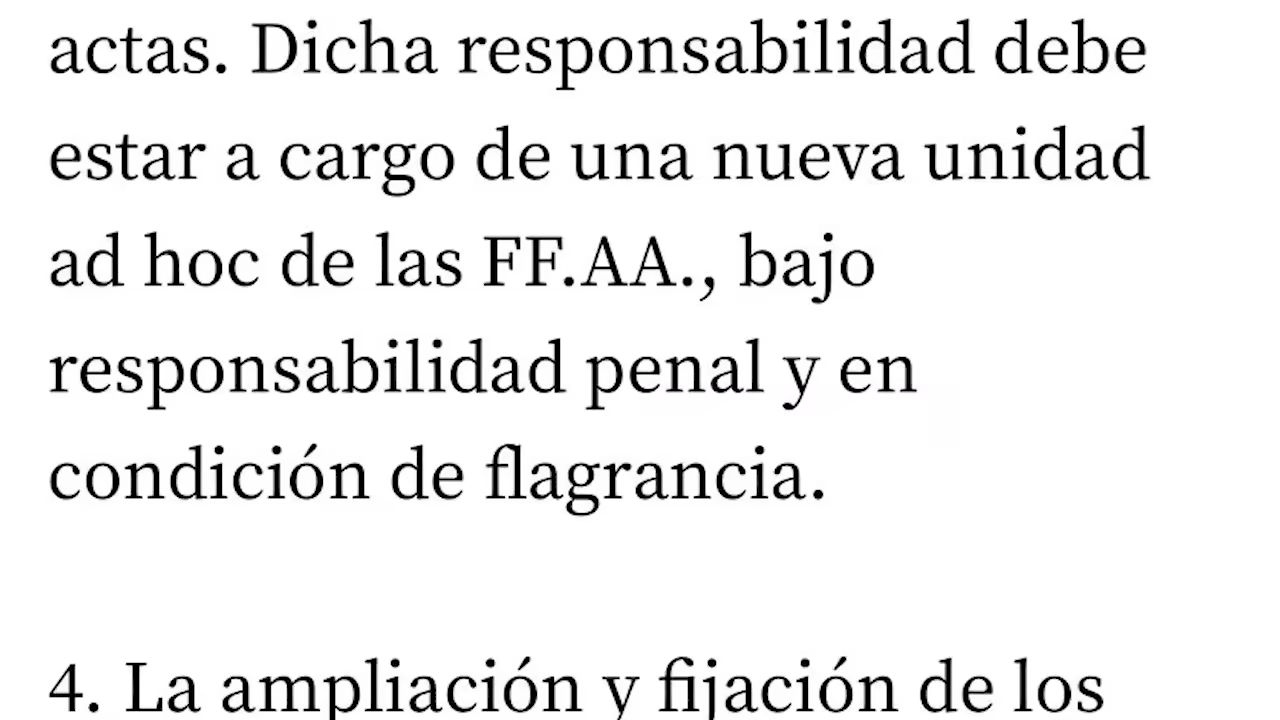 actas. Dicha responsabilidad debe
estar a cargo de una nueva unidad
ad hoc de las FF.AA., bajo
responsabilidad penal y en
condición de flagrancia.
4. La ampliación y fijación de los